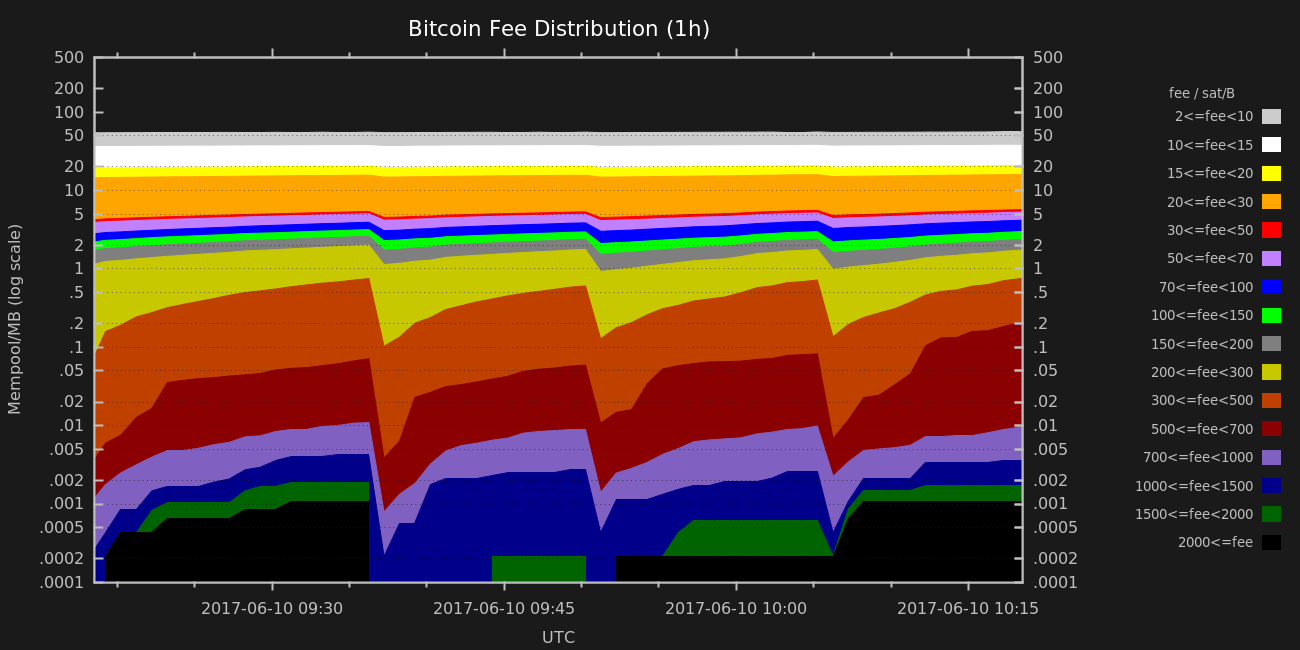 Bitcoin Fee Distribution (1h)
Mempool/MB (log scale)
500
200
100
50
20
10
5
2
1
.5
.2
.1
.05
.02
.01
.005
.002
.001
.0005
.0002
.0001
500
200
100
50
20
10
5
2
1
.5
.2
.1
.05
.02
.01
.005
.002
.001
.0005
.0002
.0001
fee / sat/B
2<=fee<10
10<=fee<15
15<=fee<20
20<=fee<30
30<=fee<50
50<=fee<70
70<=fee<100
100<=fee<150
150<=fee<200
200<=fee<300
300<=fee<500
500<=fee<700
700<=fee<1000
1000<=fee<1500
1500<=fee<2000
2000<=fee
2017-06-10 09:30 2017-06-10 09:45 2017-06-10 10:00 2017-06-10 10:15
UTC